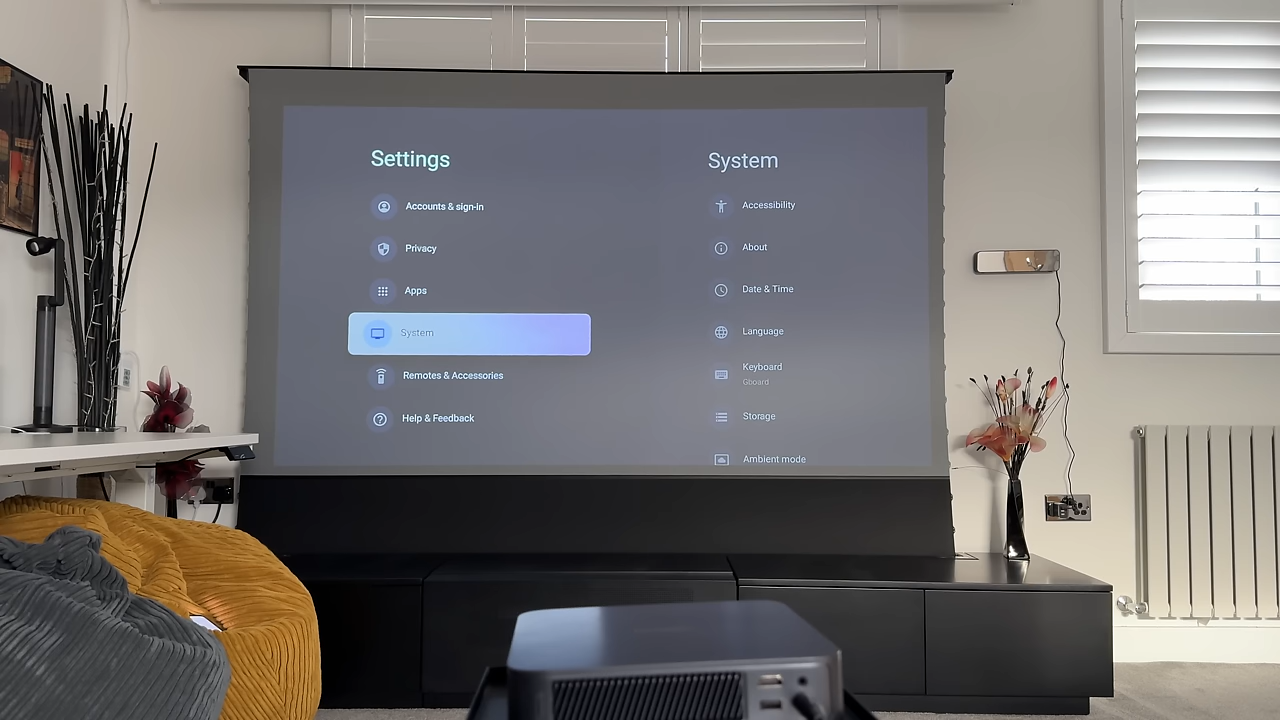 Settings
Accounts & sign-in
Privacy
Apps
System
Remotes & Accessories
Help & Feedback
System
Accessibility
About
Date & Time
Language
Keyboard
Gboard
Storage
Ambient mode